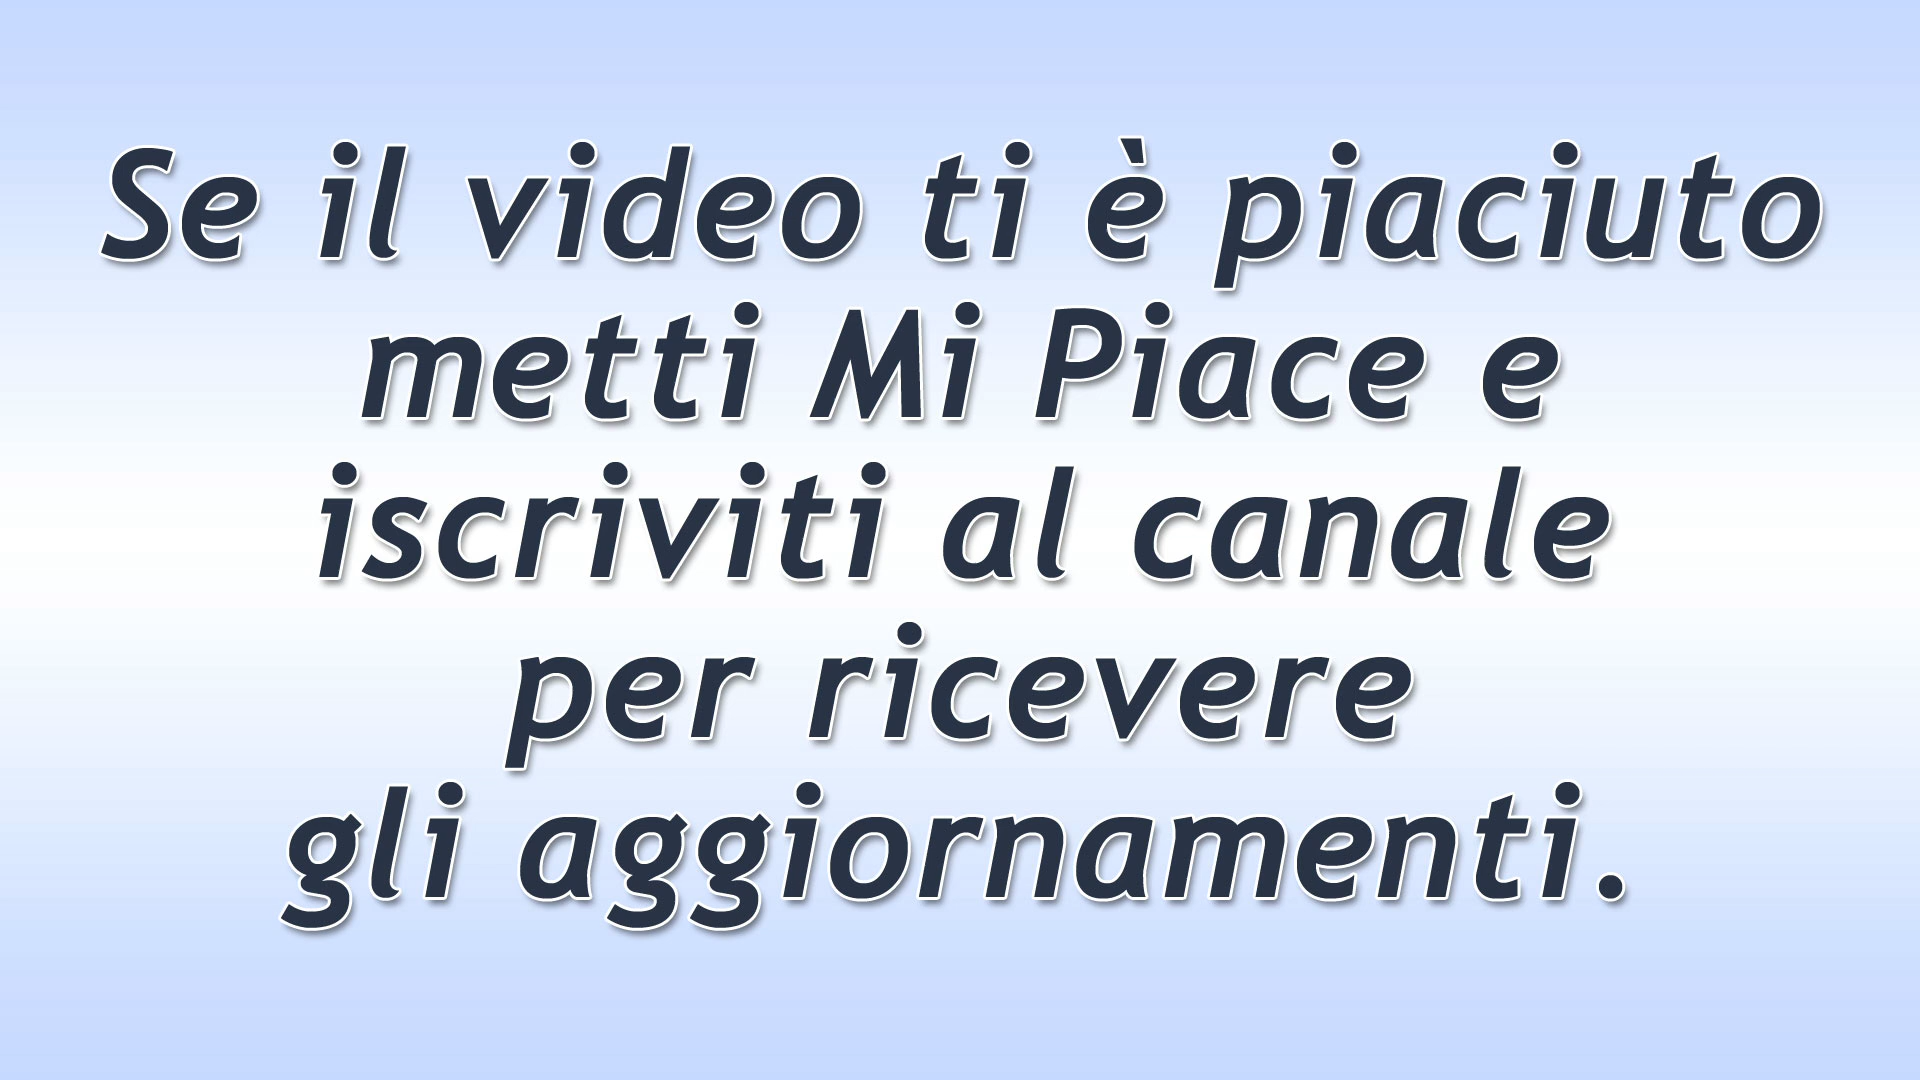 Se il video ti è piaciuto
metti Mi Piace e
iscriviti al canale
per ricevere
gli aggiornamenti.